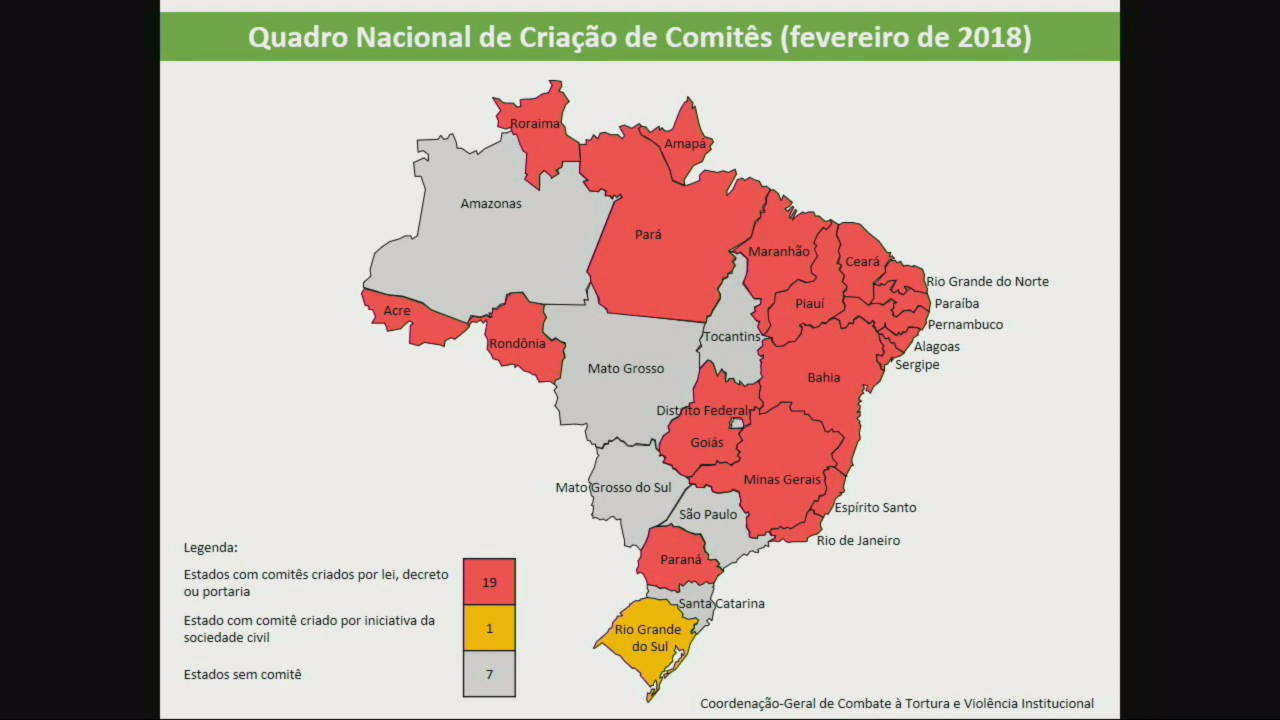 Quadro Nacional de Criação de Comitês (fevereiro de 2018)
Roraima
Amapá
Amazonas
Pará
Maranhão
Ceará
Rio Grande do Norte
Piauí
Paraíba
Acre
Pernambuco
Rondônia
Tocantins
Alagoas
Sergipe
Mato Grosso
Bahia
Distrito Federal
Goiás
Minas Gerais
Mato Grosso do Sul
Espírito Santo
São Paulo
Rio de Janeiro
Paraná
Santa Catarina
Rio Grande
do Sul
Legenda:
Estados com comitês criados por lei, decreto
ou portaria
19
Estado com comitê criado por iniciativa da
sociedade civil
1
Estados sem comitê
7
Coordenação-Geral de Combate à Tortura e Violência Institucional